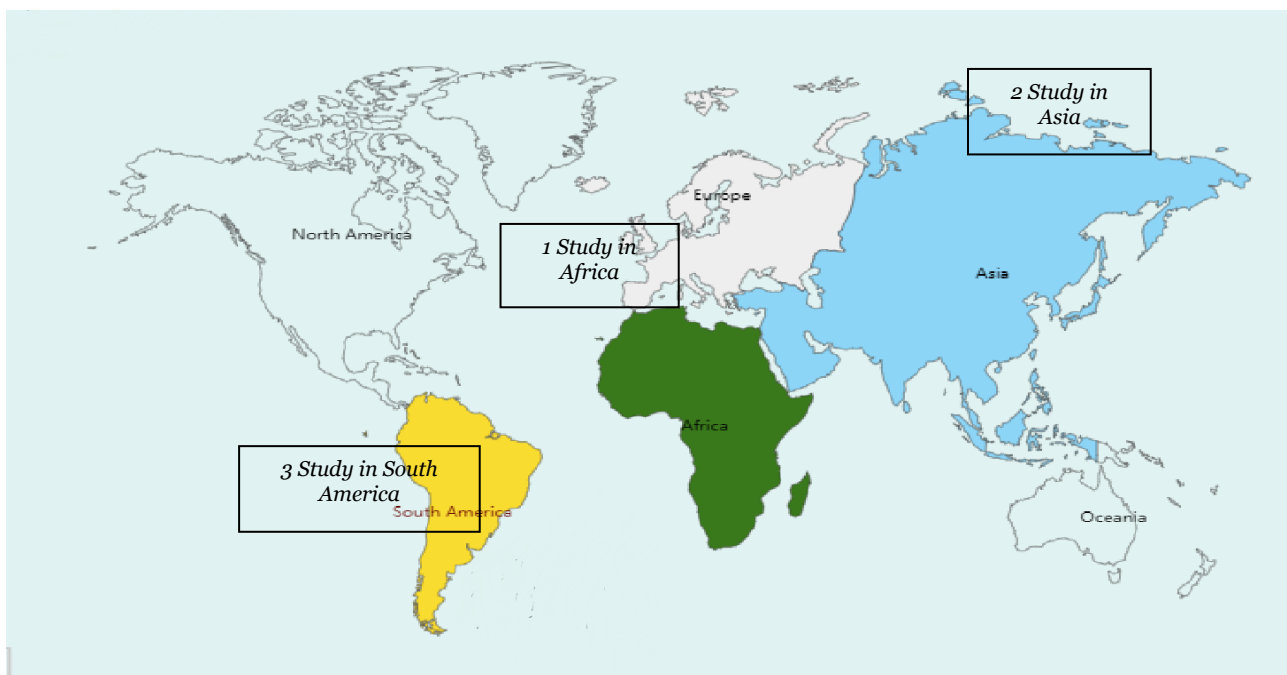 2 Study in
Asia
Europe
North America
1 Study in
Africa
Asia
Africa
3 Study in South
America
South America
Oceania